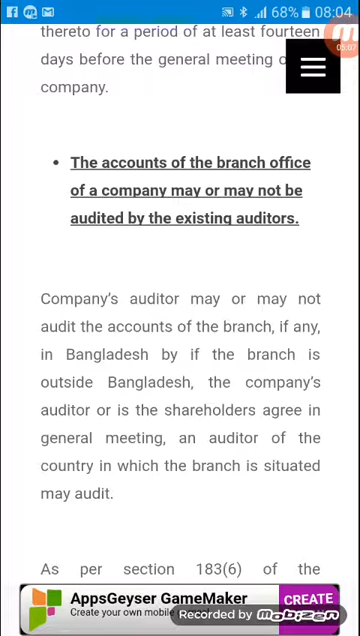 68% 08:04
thereto for a period of at least fourteen
days before the general meeting
company.
05:07
• The accounts of the branch office
of a company may or may not be
audited by the existing auditors.
Company's auditor may or may not
audit the accounts of the branch, if any,
in Bangladesh by if the branch is
outside Bangladesh, the company's
auditor or is the shareholders agree in
general meeting, an auditor of the
country in which the branch is situated
may audit.
As per section 183(6) of the
AppsGeyser GameMaker
Create your own mobile
CREATE
Recorded by mobizen